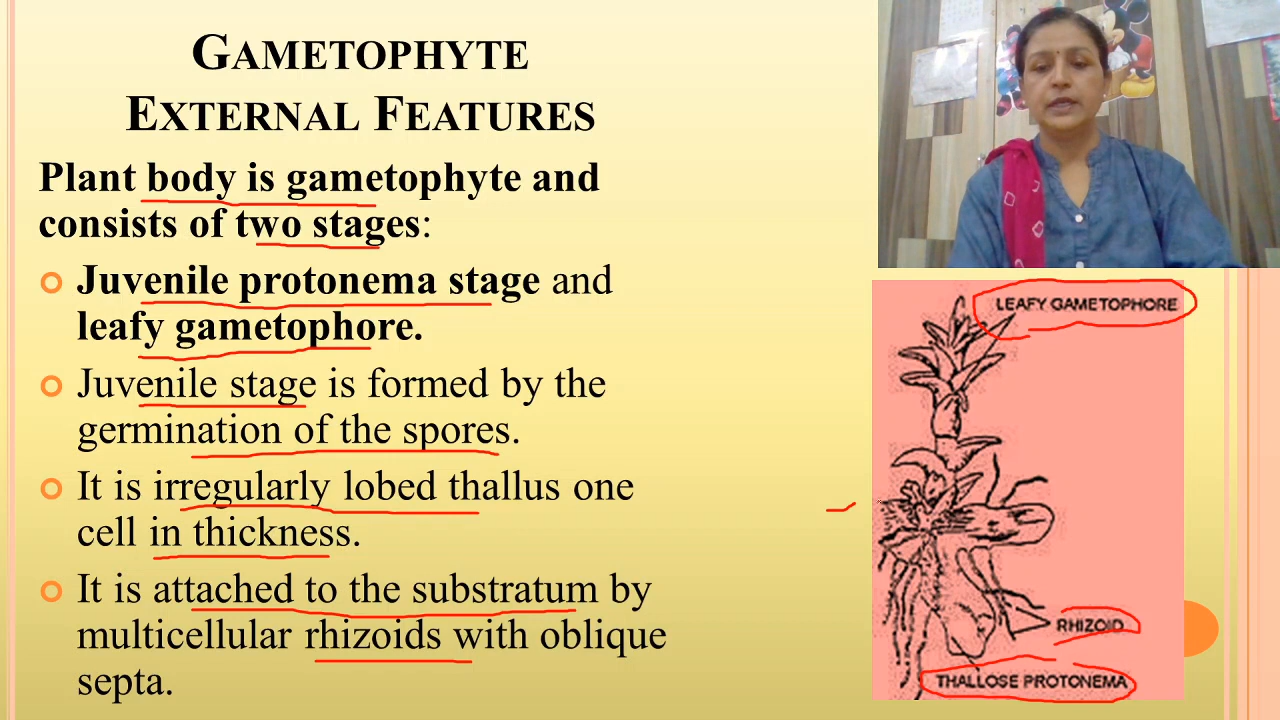 GAMETOPHYTE
EXTERNAL FEATURES
Plant body is gametophyte and
consists of two stages:
Juvenile protonema stage and
leafy gametophore.
Juvenile stage is formed by the
germination of the spores.
It is irregularly lobed thallus one
cell in thickness.
It is attached to the substratum by
multicellular rhizoids with oblique
septa.
LEAFY GAMETOPHORE
RHIZOID
THALLOSE PROTONEMA